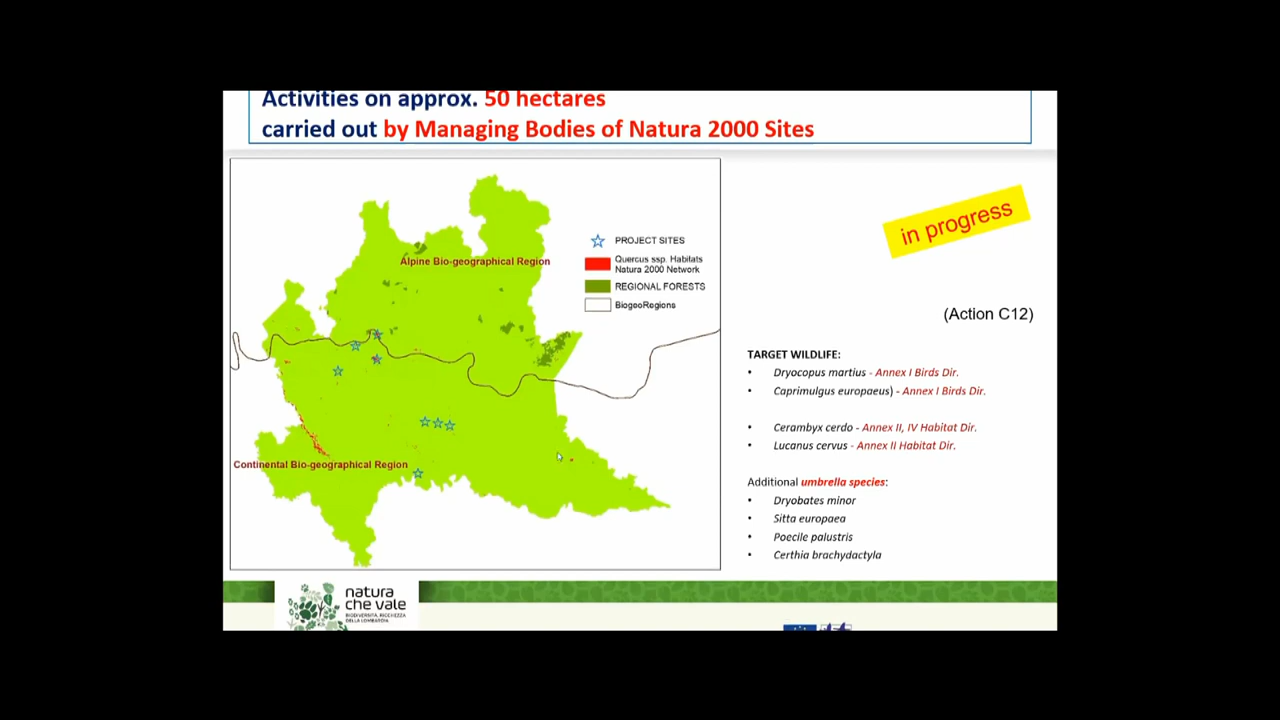 Activities on approx. 50 hectares
carried out by Managing Bodies of Natura 2000 Sites
in progress
PROJECT SITES
Quercus ssp. Habitats
Natura 2000 Network
REGIONAL FORESTS
BiogeoRegions
Alpine Bio-geographical Region
Continental Bio-geographical Region
(Action C12)
TARGET WILDLIFE:
• Dryocopus martius - Annex I Birds Dir.
• Caprimulgus europaeus) - Annex I Birds Dir.
• Cerambyx cerdo - Annex II, IV Habitat Dir.
• Lucanus cervus - Annex II Habitat Dir.
Additional umbrella species:
• Dryobates minor
• Sitta europaea
• Poecile palustris
• Certhia brachydactyla
natura
che vale
BIODIVERSITÀ, RICCHEZZA
DELLA LOMBARDIA